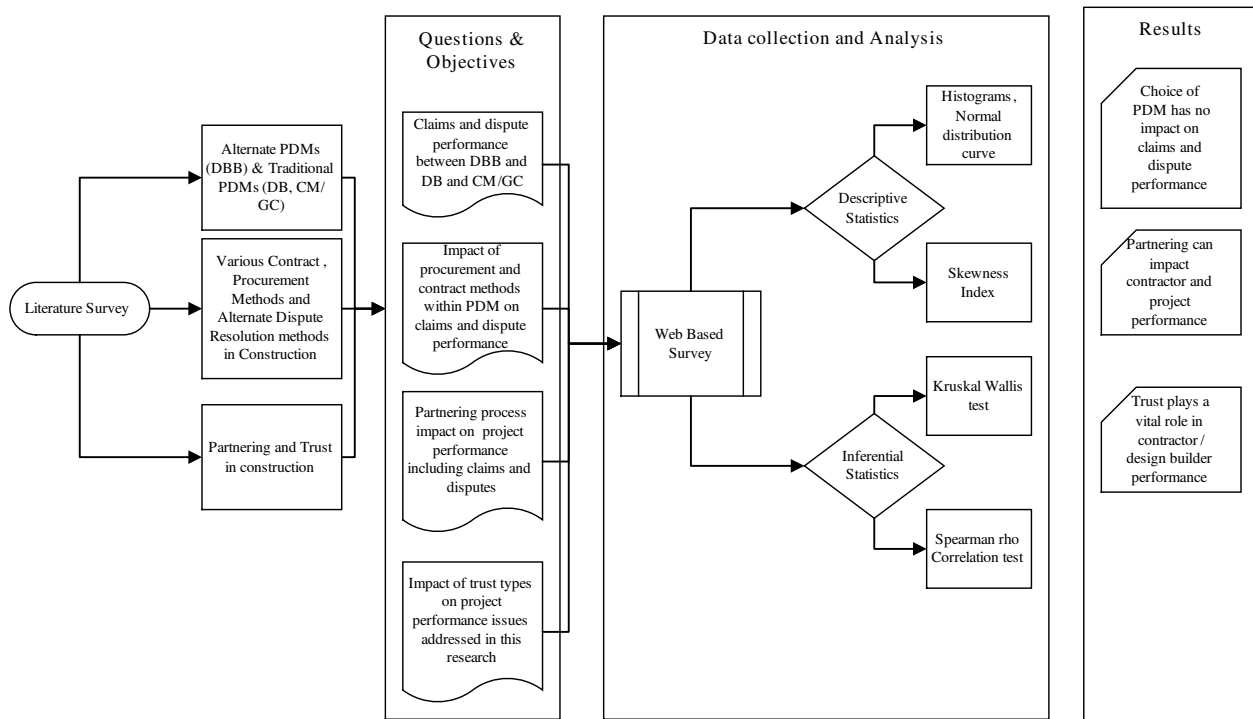 Literature Survey
Alternate PDMs
(DBB) & Traditional
PDMs (DB, CM/
GC)
Various Contract ,
Procurement
Methods and
Alternate Dispute
Resolution methods
in Construction
Partnering and Trust
in construction
Questions &
Objectives
Claims and dispute
performance
between DBB and
DB and CM/GC
Impact of
procurement and
contract methods
within PDM on
claims and dispute
performance
Partnering process
impact on project
performance
including claims and
disputes
Impact of trust types
on project
performance issues
addressed in this
research
Data collection and Analysis
Web Based
Survey
Descriptive
Statistics
Histograms ,
Normal
distribution
curve
Skewness
Index
Inferential
Statistics
Kruskal Wallis
test
Spearman rho
Correlation test
Results
Choice of
PDM has no
impact on
claims and
dispute
performance
Partnering can
impact
contractor and
project
performance
Trust plays a
vital role in
contractor /
design builder
performance